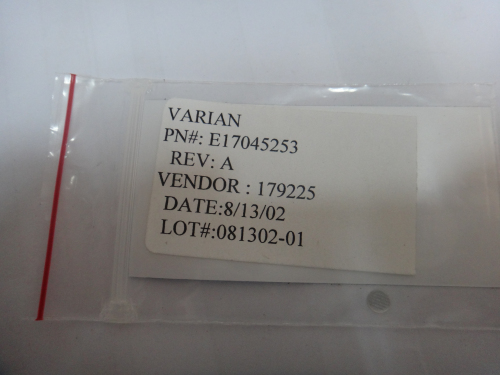 VARIAN
PN#: E17045253
REV: A
VENDOR : 179225
DATE:8/13/02
LOT#:081302-01